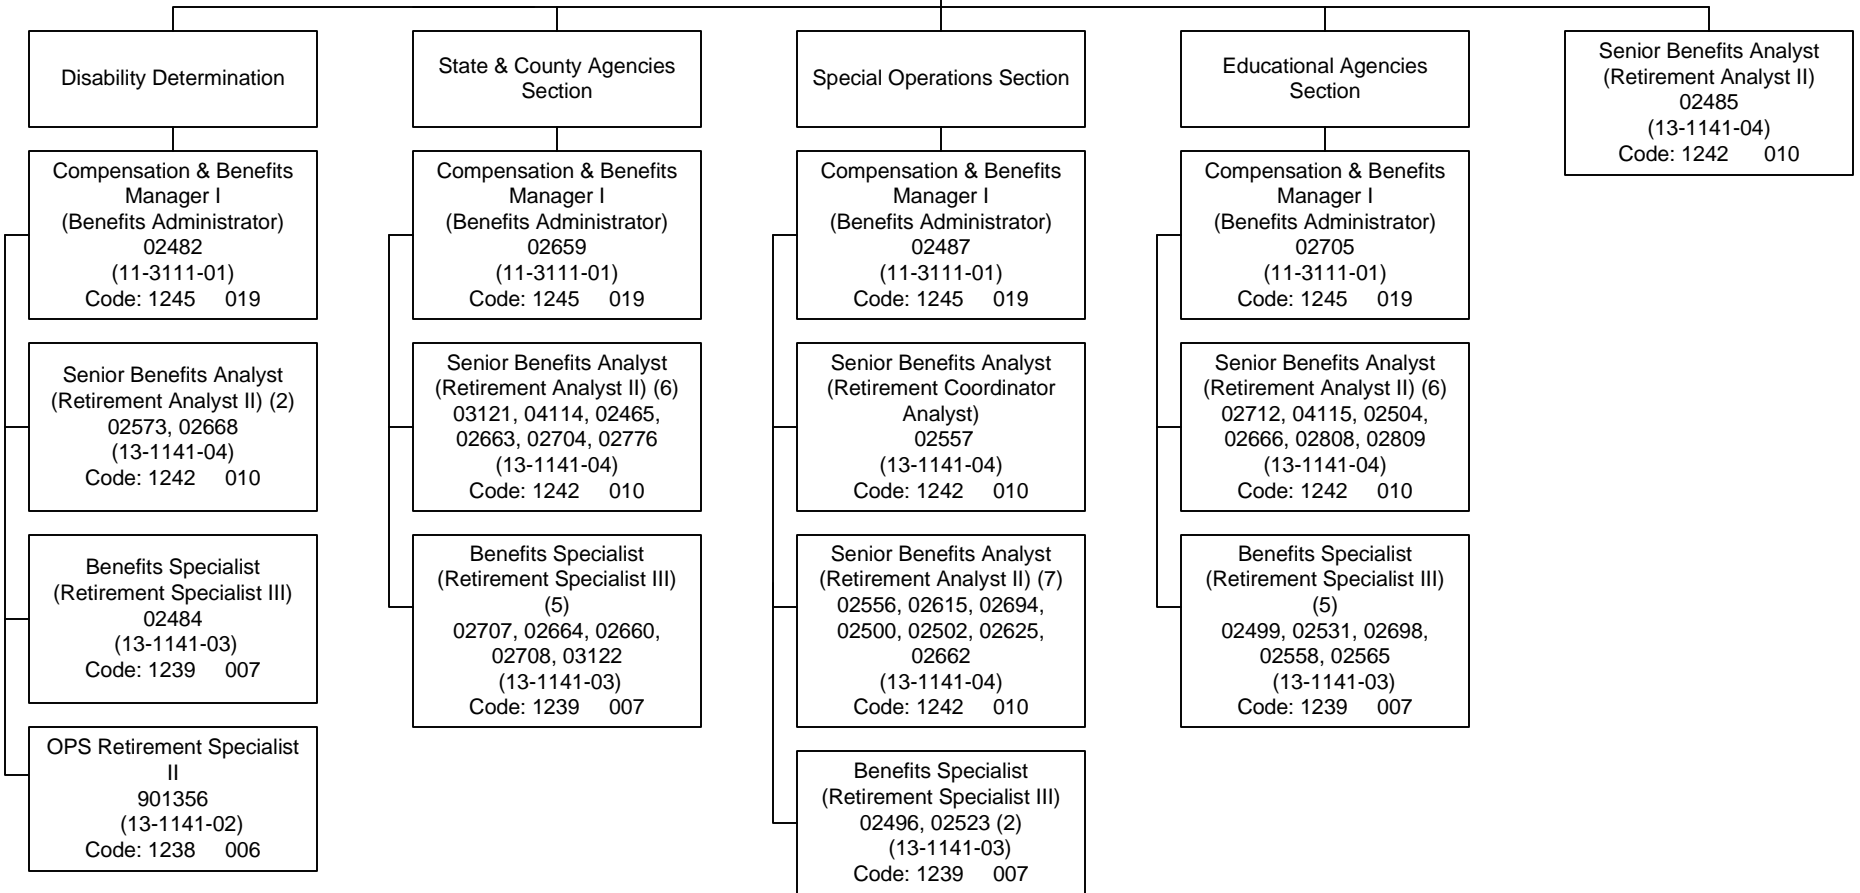 Disability Determination
Compensation & Benefits
Manager I
(Benefits Administrator)
02482
(11-3111-01)
Code: 1245 019
Senior Benefits Analyst
(Retirement Analyst II) (2)
02573, 02668
(13-1141-04)
Code: 1242 010
Benefits Specialist
(Retirement Specialist III)
02484
(13-1141-03)
Code: 1239 007
OPS Retirement Specialist
II
901356
(13-1141-02)
Code: 1238 006
State & County Agencies
Section
Compensation & Benefits
Manager I
(Benefits Administrator)
02659
(11-3111-01)
Code: 1245 019
Senior Benefits Analyst
(Retirement Analyst II) (6)
03121, 04114, 02465,
02663, 02704, 02776
(13-1141-04)
Code: 1242 010
Benefits Specialist
(Retirement Specialist III)
(5)
02707, 02664, 02660,
02708, 03122
(13-1141-03)
Code: 1239 007
Special Operations Section
Compensation & Benefits
Manager I
(Benefits Administrator)
02487
(11-3111-01)
Code: 1245 019
Senior Benefits Analyst
(Retirement Coordinator
Analyst)
02557
(13-1141-04)
Code: 1242 010
Senior Benefits Analyst
(Retirement Analyst II) (7)
02556, 02615, 02694,
02500, 02502, 02625,
02662
(13-1141-04)
Code: 1242 010
Benefits Specialist
(Retirement Specialist III)
02496, 02523 (2)
(13-1141-03)
Code: 1239 007
Educational Agencies
Section
Compensation & Benefits
Manager I
(Benefits Administrator)
02705
(11-3111-01)
Code: 1245 019
Senior Benefits Analyst
(Retirement Analyst II) (6)
02712, 04115, 02504,
02666, 02808, 02809
(13-1141-04)
Code: 1242 010
Benefits Specialist
(Retirement Specialist III)
(5)
02499, 02531, 02698,
02558, 02565
(13-1141-03)
Code: 1239 007
Senior Benefits Analyst
(Retirement Analyst II)
02485
(13-1141-04)
Code: 1242 010